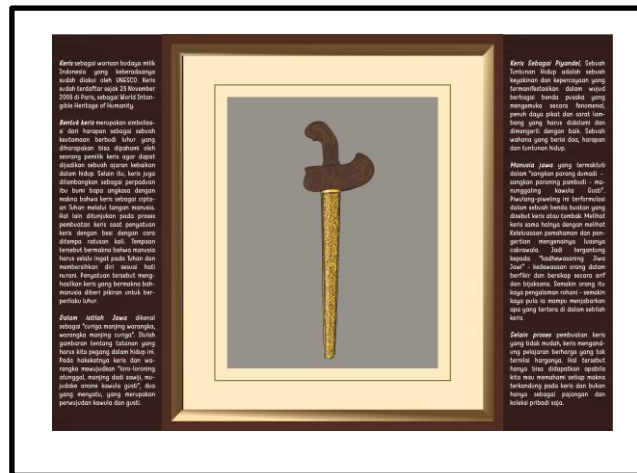 Keris sebagai warisan budaya milik
Indonesia yang keberadaanya
sudah diakui oleh UNESCO. Keris
sudah terdaftar sejak 25 November
2005 di Paris, sebagai World Intan-
gible Heritage of Humanity.
Bentuk keris merupakan simbolisa-
si dari harapan sebagai sebuah
keutamaan berbudi luhur yang
diharapakan bisa dipahami oleh
seorang pemilik keris agar dapat
dijadikan sebuah ajaran kebaikan
dalam hidup. Selain itu, keris juga
dilambangkan sebagai perpaduan
ibu bumi bapa angkasa dengan
makna bahwa keris sebagai cipta-
an Tuhan melalui tangan manusia.
Hal lain ditunjukan pada proses
pembuatan keris saat penyatuan
keris dengan besi dengan cara
ditempa ratusan kali. Tempaan
tersebut bermakna bahwa manusia
harus selalu ingat pada Tuhan dan
membersihkan diri sesuai hati
nurani. Penyatuan tersebut meng-
hasilkan keris yang bermakna bah-
manusia diberi pikiran untuk ber-
perilaku luhur.
Dalam istilah Jawa dikenal
sebagai "curiga manjing warangka,
warangka manjing curiga". Itulah
gambaran tentang tatanan yang
harus kita pegang dalam hidup ini.
Pada hakekatnya keris dan wa-
rangka mewujudkan "loro-loroning
atunggal, manjing dadi sawiji, mu-
judake anane kawula gusti", dua
yang menyatu, yang merupakan
perwujudan kawula dan gusti.
Keris Sebagai Piyandel, Sebuah
Tuntunan Hidup adalah sebuah
keyakinan dan kepercayaan yang
termanifestasikan dalam wujud
berbagai benda pusaka yang
mengemuka secara fenomenal,
penuh daya pikat dan sarat lam-
bang yang harus didalami dan
dimengerti dengan baik. Sebuah
wahana yang berisi doa, harapan
dan tuntunan hidup.
Manusia jawa yang termaktub
dalam "sangkan parang dumadi -
sangkan paraning pambudi - ma-
nunggaling kawula Gusti".
Piwulang-piweling ini terformulasi
dalam sebuah benda buatan yang
disebut keris atau tombak. Melihat
keris sama halnya dengan melihat
Keleluasaan pemahaman dan pen-
gertian mengenainya luasnya
cakrawala. Jadi tergantung
kepada "kadhewasaning Jiwa
Jawi" - kedewasaan orang dalam
berfikir dan bersikap secara arif
dan bijaksana. Semakin orang itu
kaya pengalaman rohani - semakin
kaya pula ia mampu menjabarkan
apa yang tertera di dalam sebilah
keris.
Selain proses pembuatan keris
yang tidak mudah, keris mengand-
ung pelajaran berharga yang tak
ternilai harganya. Hal tersebut
hanya bisa didapatkan apabila
kita mau memahami setiap makna
terkandung pada keris dan bukan
hanya sebagai pajangan dan
koleksi pribadi saja.